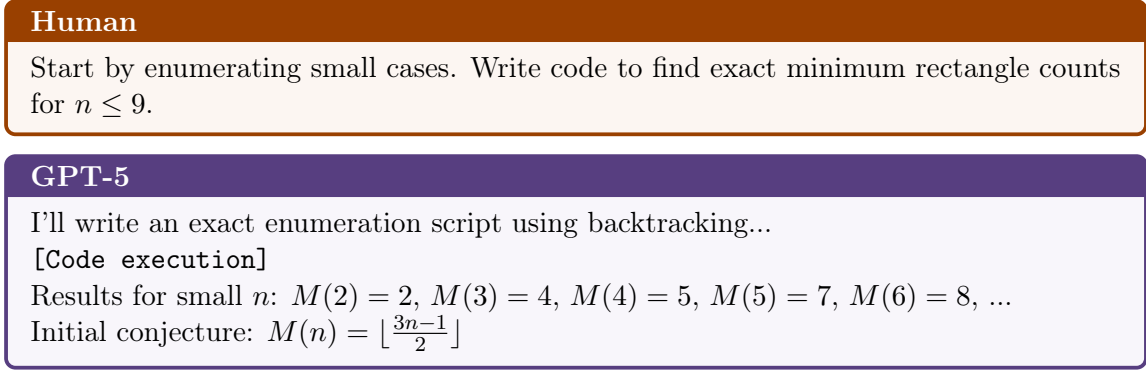 Human
Start by enumerating small cases. Write code to find exact minimum rectangle counts
for n ≤ 9.
GPT-5
I'll write an exact enumeration script using backtracking...
[Code execution]
Results for small n: M(2) = 2, M(3) = 4, M(4) = 5, M(5) = 7, M(6) = 8, ...
Initial conjecture: M(n) = ⌊(3n−1)/2⌋